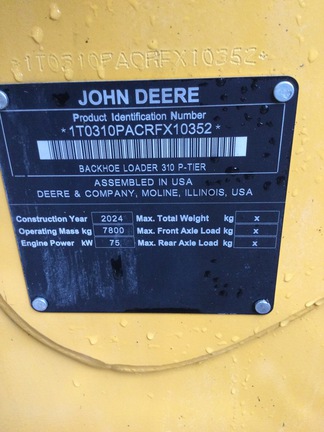 *1T0310PACRFX10352*
JOHN DEERE
Product Identification Number
*1T0310PACRFX10352*
BACKHOE LOADER 310 P-TIER
ASSEMBLED IN USA
DEERE & COMPANY, MOLINE, ILLINOIS, USA
Construction Year 2024 Max. Total Weight kg x
Operating Mass kg 7800 Max. Front Axle Load kg x
Engine Power kW 75 Max. Rear Axle Load kg x